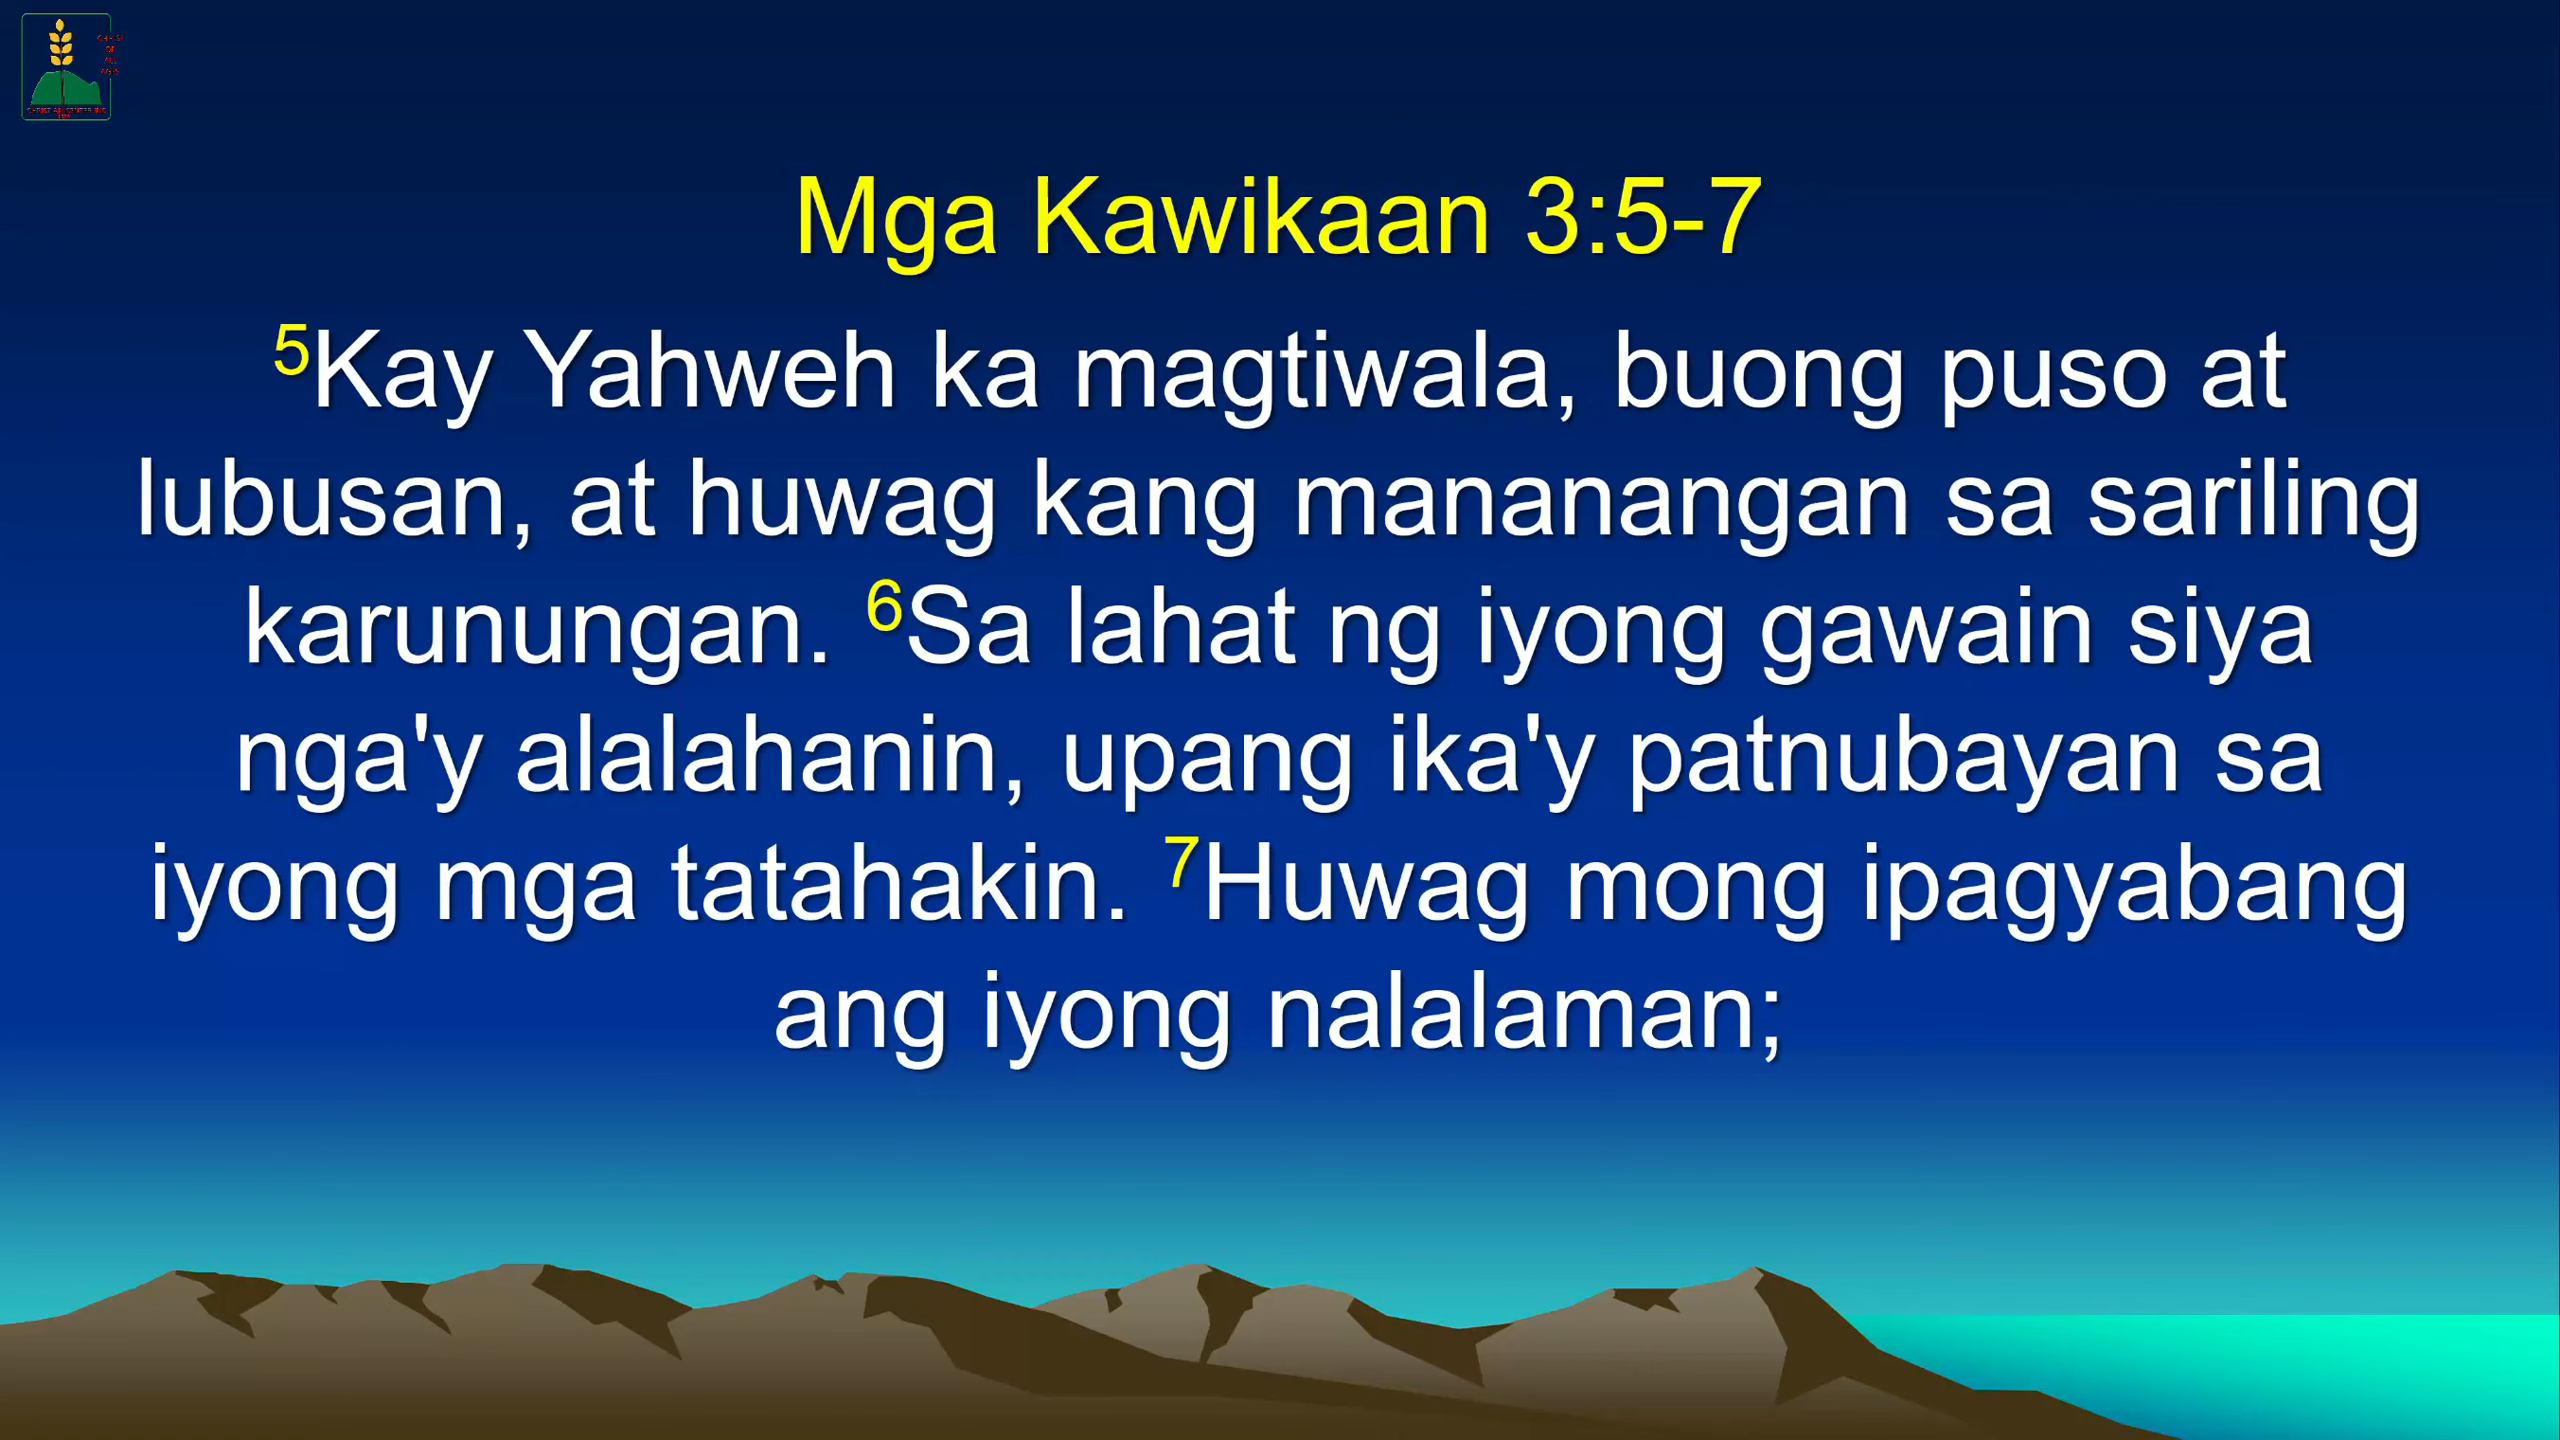 Mga Kawikaan 3:5-7
5Kay Yahweh ka magtiwala, buong puso at
lubusan, at huwag kang mananangan sa sariling
karunungan. 6Sa lahat ng iyong gawain siya
nga'y alalahanin, upang ika'y patnubayan sa
iyong mga tatahakin. 7Huwag mong ipagyabang
ang iyong nalalaman;